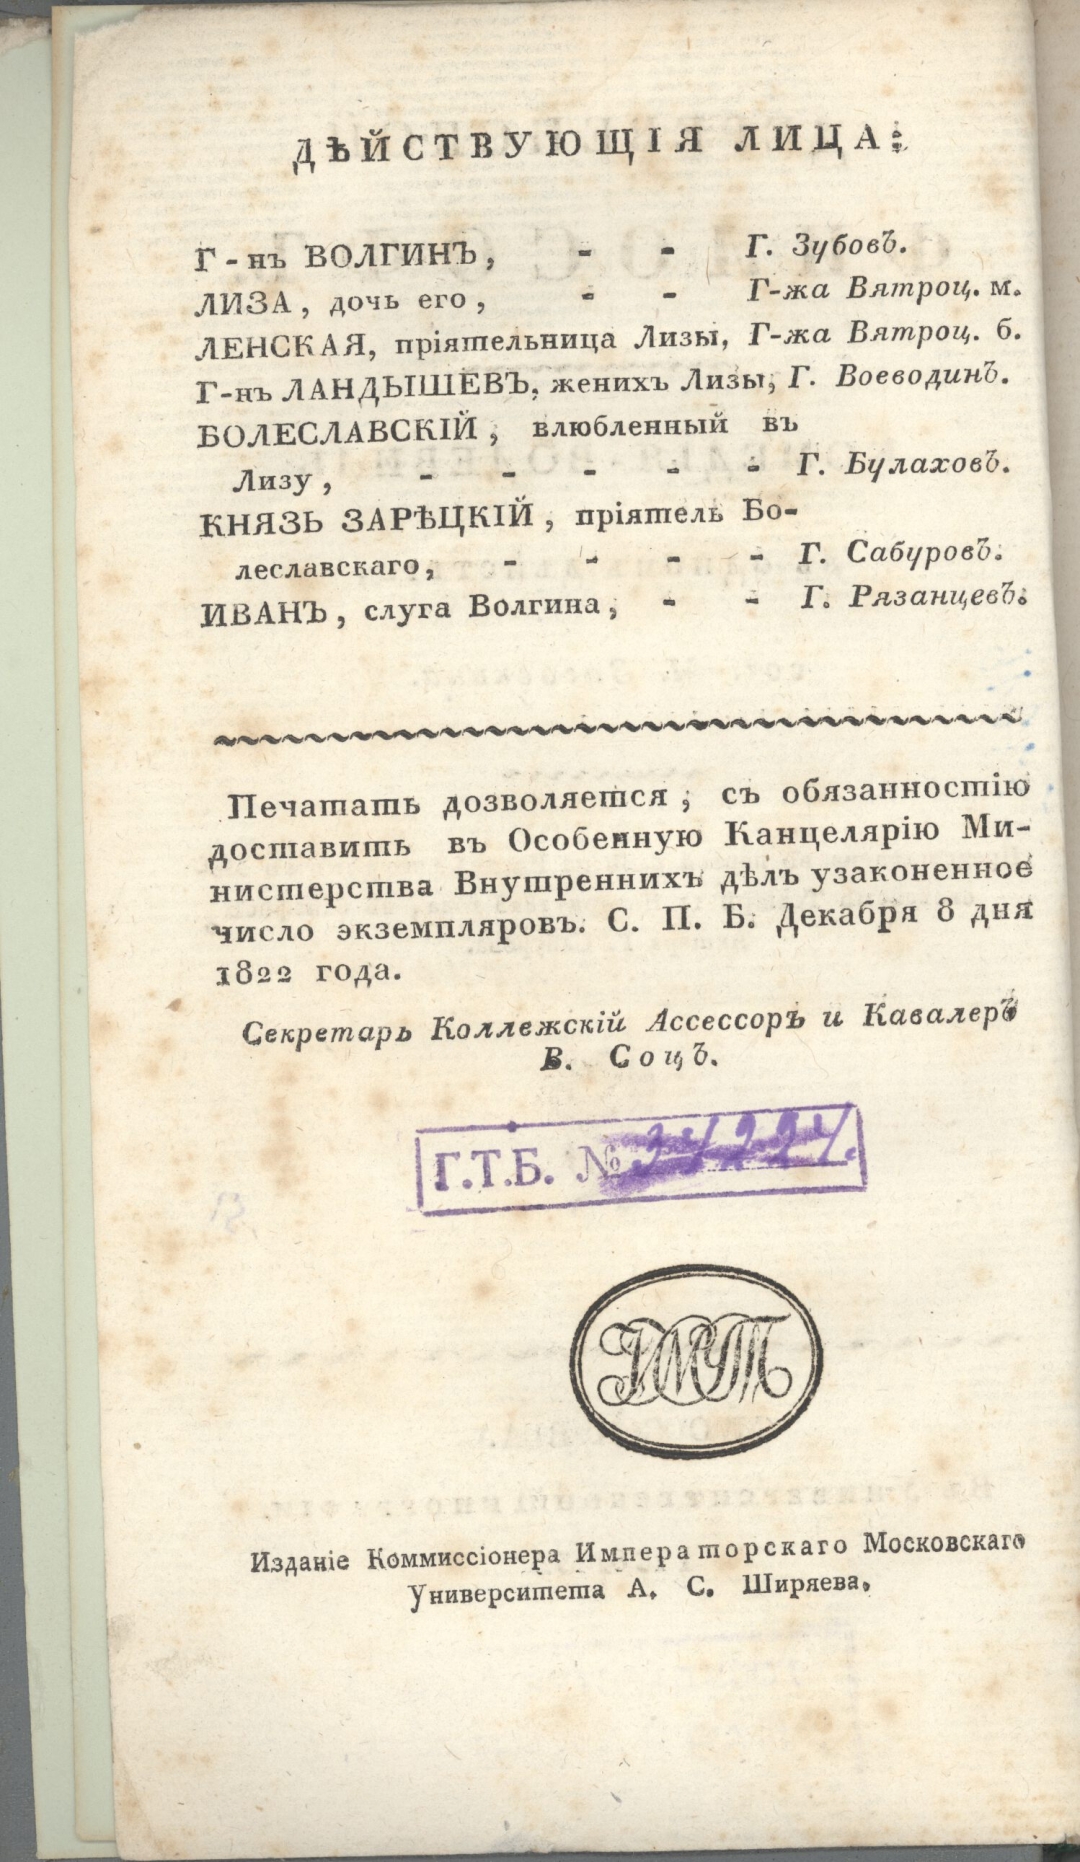 ДѢЙСТВУЮЩІЯ ЛИЦА:
Г-нъ ВОЛГИНЪ, - - Г. Зубовъ.
ЛИЗА, дочь его, - - Г-жа Вятроц. м.
ЛЕНСКАЯ, пріятельница Лизы, Г-жа Вятроц. б.
Г-нъ ЛАНДЫШЕВЪ, женихъ Лизы, Г. Воеводинъ.
БОЛЕСЛАВСКІЙ, влюбленный въ
Лизу, - - - - - Г. Булаховъ.
КНЯЗЬ ЗАРѢЦКІЙ, пріятель Бо-
леславскаго, - - - - Г. Сабуровъ.
ИВАНЪ, слуга Волгина, - - Г. Рязанцевъ.
Печатать дозволяется, съ обязанностію
доставить въ Особенную Канцелярію Ми-
нистерства Внутреннихъ дѣлъ узаконенное
число экземпляровъ. С. П. Б. Декабря 8 дня
1822 года.
Секретарь Коллежскій Ассессоръ и Кавалеръ
В. Соцъ.
Г.Т.Б. №
Изданіе Коммиссіонера Императорскаго Московскаго
Университета А. С. Ширяева.